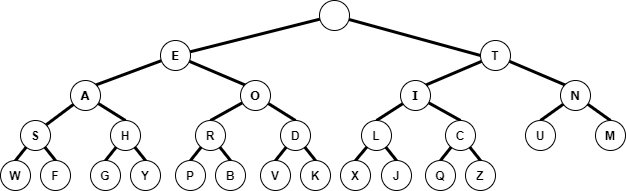 E T
A O I N
S H R D L C U M
W F G Y P B V K X J Q Z